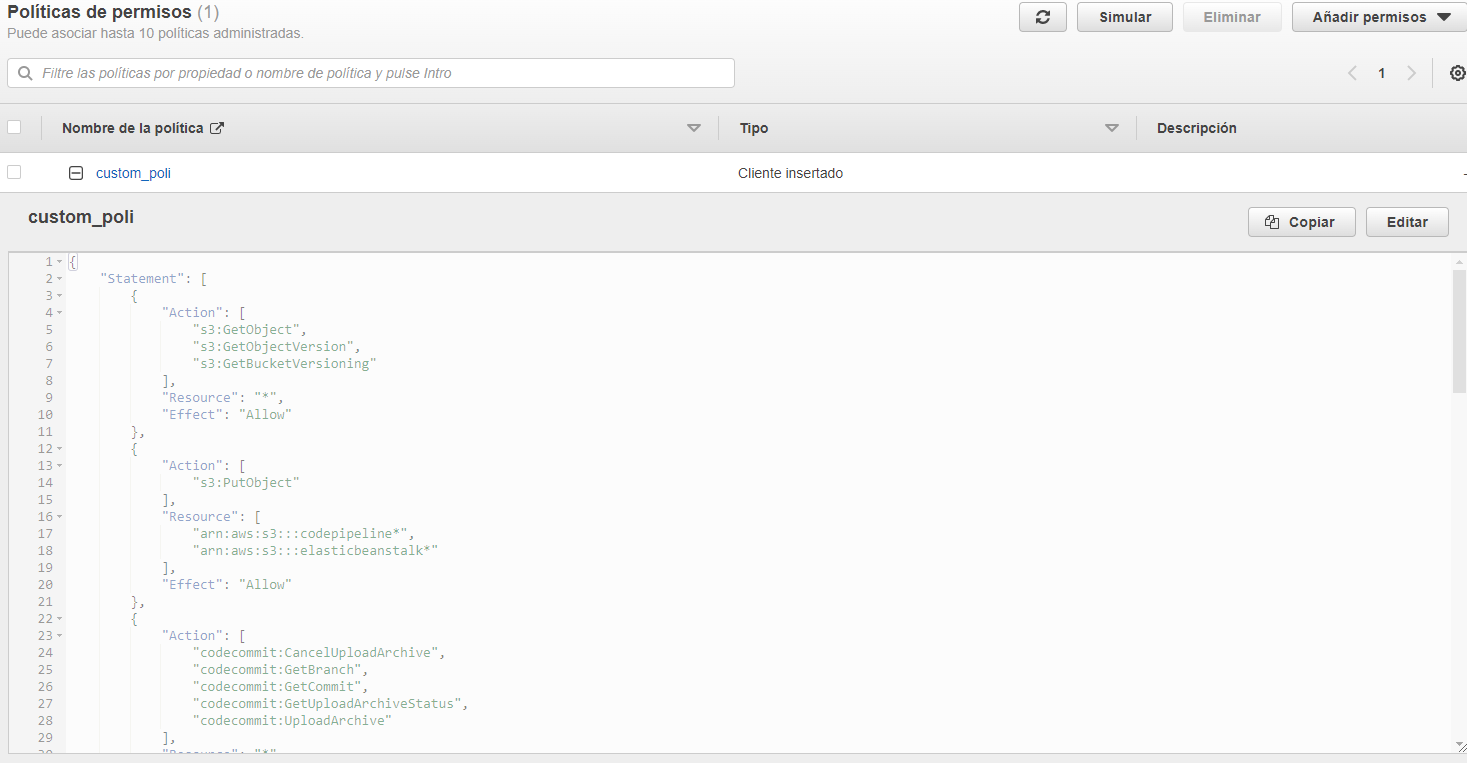 Políticas de permisos (1)
Puede asociar hasta 10 políticas administradas.
Simular
Eliminar
Añadir permisos
Filtre las políticas por propiedad o nombre de política y pulse Intro
1
Nombre de la política
Tipo
Descripción
custom_poli
Cliente insertado
-
custom_poli
Copiar
Editar
1 {
2 "Statement": [
3 {
4 "Action": [
5 "s3:GetObject",
6 "s3:GetObjectVersion",
7 "s3:GetBucketVersioning"
8 ],
9 "Resource": "*",
10 "Effect": "Allow"
11 },
12 {
13 "Action": [
14 "s3:PutObject"
15 ],
16 "Resource": [
17 "arn:aws:s3:::codepipeline*",
18 "arn:aws:s3:::elasticbeanstalk*"
19 ],
20 "Effect": "Allow"
21 },
22 {
23 "Action": [
24 "codecommit:CancelUploadArchive",
25 "codecommit:GetBranch",
26 "codecommit:GetCommit",
27 "codecommit:GetUploadArchiveStatus",
28 "codecommit:UploadArchive"
29 ],
30 "Resource": "*"